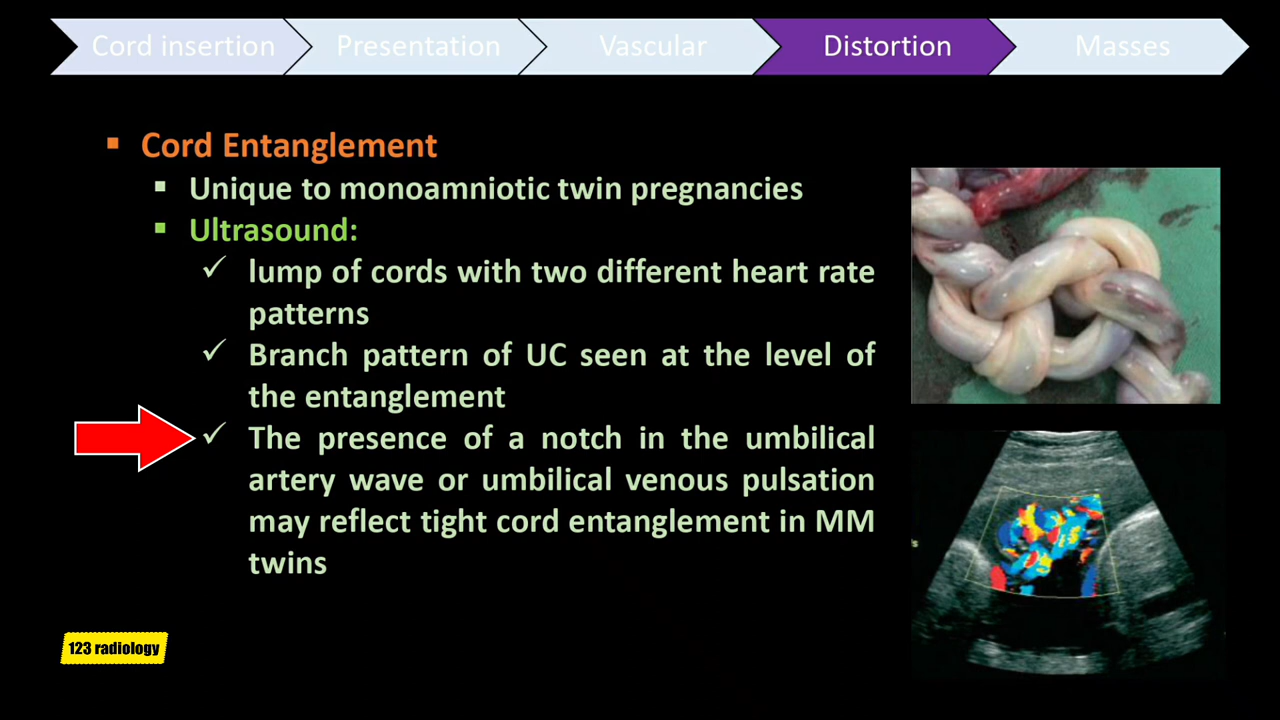 Cord insertion
Presentation
Vascular
Distortion
Masses
Cord Entanglement
Unique to monoamniotic twin pregnancies
Ultrasound:
lump of cords with two different heart rate
patterns
Branch pattern of UC seen at the level of
the entanglement
The presence of a notch in the umbilical
artery wave or umbilical venous pulsation
may reflect tight cord entanglement in MM
twins
123 radiology